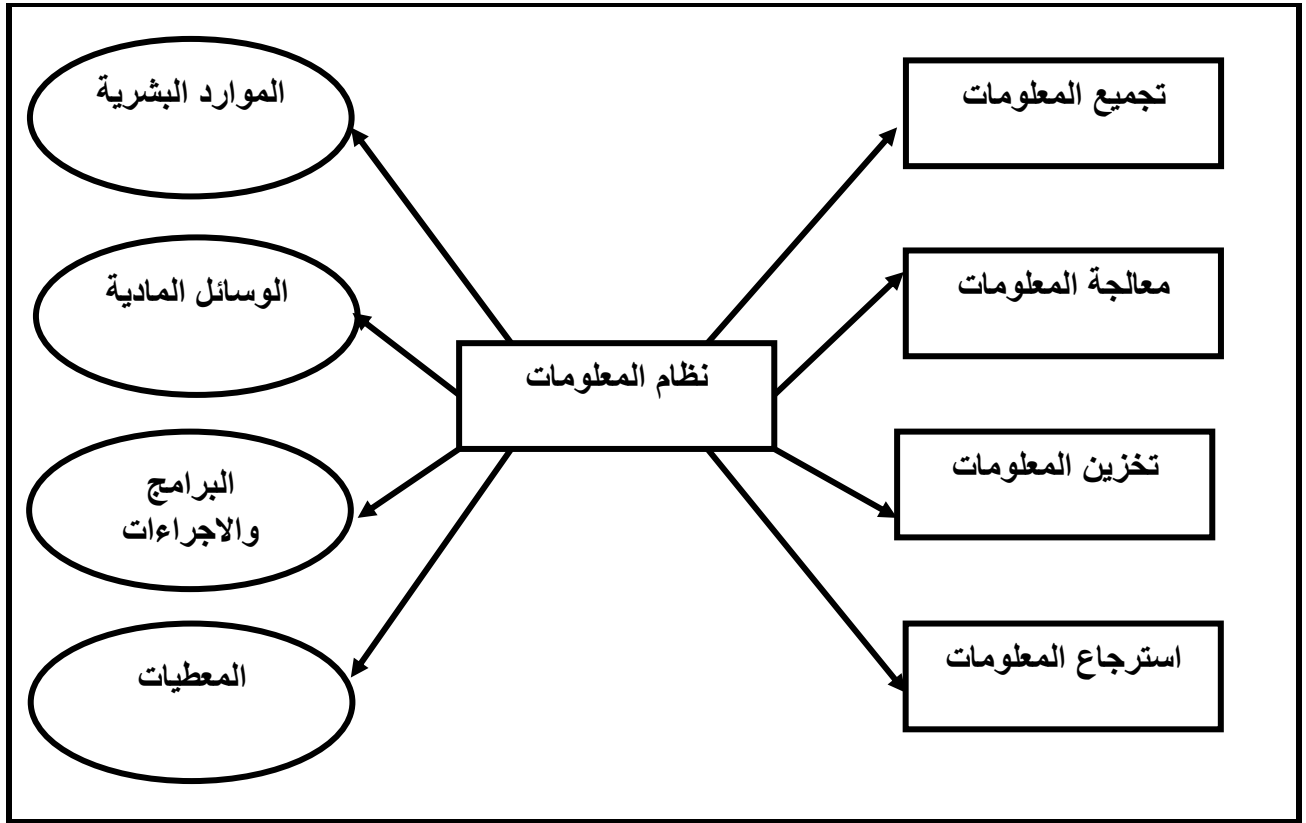 تجميع المعلومات
الموارد البشرية
معالجة المعلومات
الوسائل المادية
نظام المعلومات
تخزين المعلومات
البرامج
والاجراءات
استرجاع المعلومات
المعطيات